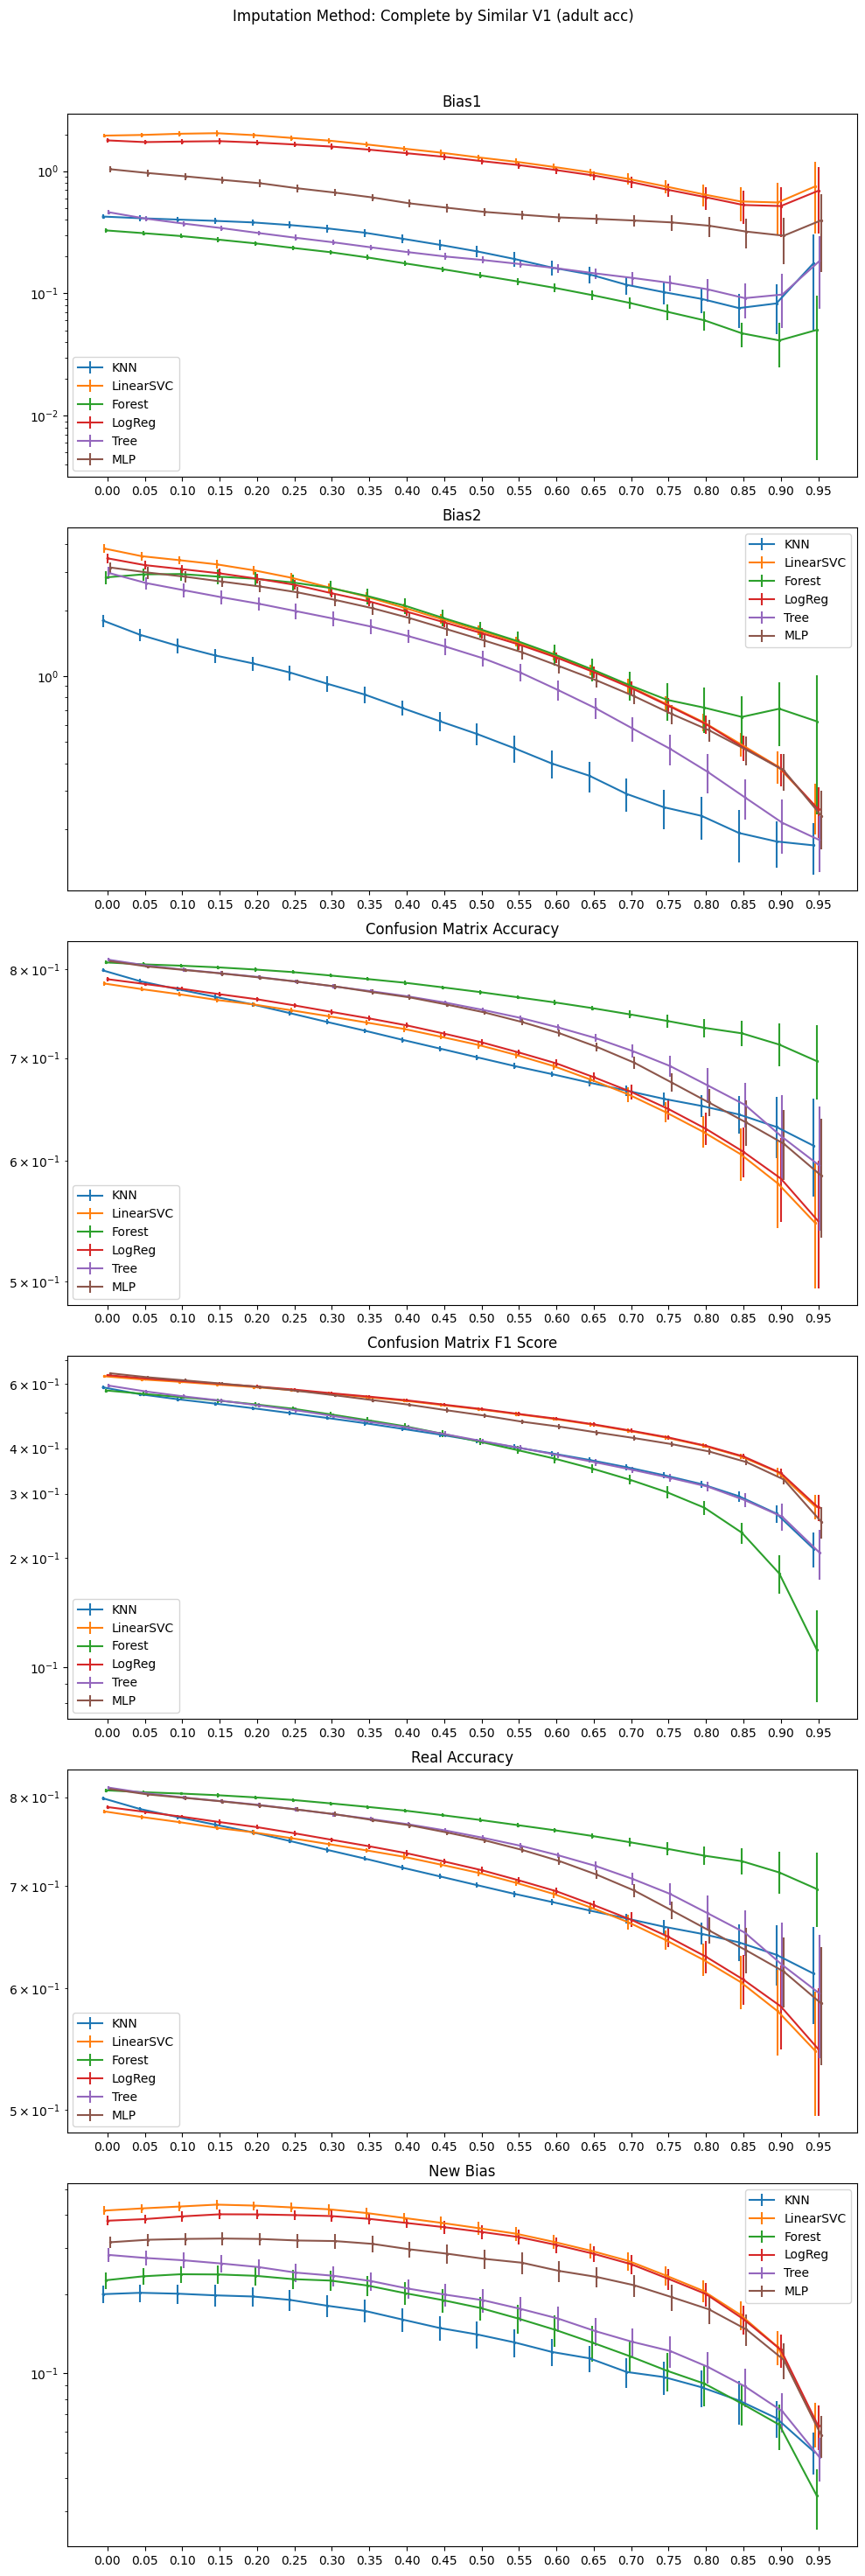 Imputation Method: Complete by Similar V1 (adult acc)
Bias1
10⁰
10⁻¹
10⁻²
KNN
LinearSVC
Forest
LogReg
Tree
MLP
0.00 0.05 0.10 0.15 0.20 0.25 0.30 0.35 0.40 0.45 0.50 0.55 0.60 0.65 0.70 0.75 0.80 0.85 0.90 0.95
Bias2
10⁰
KNN
LinearSVC
Forest
LogReg
Tree
MLP
0.00 0.05 0.10 0.15 0.20 0.25 0.30 0.35 0.40 0.45 0.50 0.55 0.60 0.65 0.70 0.75 0.80 0.85 0.90 0.95
Confusion Matrix Accuracy
8 × 10⁻¹
7 × 10⁻¹
6 × 10⁻¹
5 × 10⁻¹
KNN
LinearSVC
Forest
LogReg
Tree
MLP
0.00 0.05 0.10 0.15 0.20 0.25 0.30 0.35 0.40 0.45 0.50 0.55 0.60 0.65 0.70 0.75 0.80 0.85 0.90 0.95
Confusion Matrix F1 Score
6 × 10⁻¹
4 × 10⁻¹
3 × 10⁻¹
2 × 10⁻¹
10⁻¹
KNN
LinearSVC
Forest
LogReg
Tree
MLP
0.00 0.05 0.10 0.15 0.20 0.25 0.30 0.35 0.40 0.45 0.50 0.55 0.60 0.65 0.70 0.75 0.80 0.85 0.90 0.95
Real Accuracy
8 × 10⁻¹
7 × 10⁻¹
6 × 10⁻¹
5 × 10⁻¹
KNN
LinearSVC
Forest
LogReg
Tree
MLP
0.00 0.05 0.10 0.15 0.20 0.25 0.30 0.35 0.40 0.45 0.50 0.55 0.60 0.65 0.70 0.75 0.80 0.85 0.90 0.95
New Bias
10⁻¹
KNN
LinearSVC
Forest
LogReg
Tree
MLP
0.00 0.05 0.10 0.15 0.20 0.25 0.30 0.35 0.40 0.45 0.50 0.55 0.60 0.65 0.70 0.75 0.80 0.85 0.90 0.95